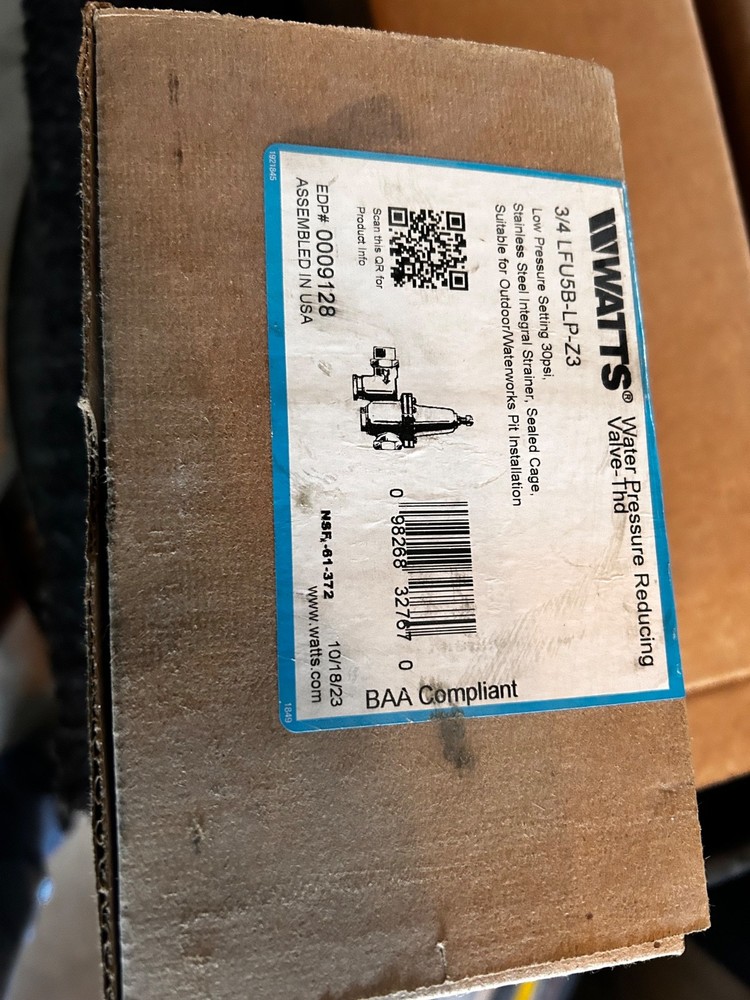 WATTS® Water Pressure Reducing
Valve-Thd
3/4 LFU5B-LP-Z3
Low Pressure Setting 30psi,
Stainless Steel Integral Strainer, Sealed Cage,
Suitable for Outdoor/Waterworks Pit Installation
Scan this QR for
Product Info
0 98268 32767 0
BAA Compliant
EDP# 0009128
ASSEMBLED IN USA
NSF®-61-372
10/18/23
www.watts.com
1921845
1849